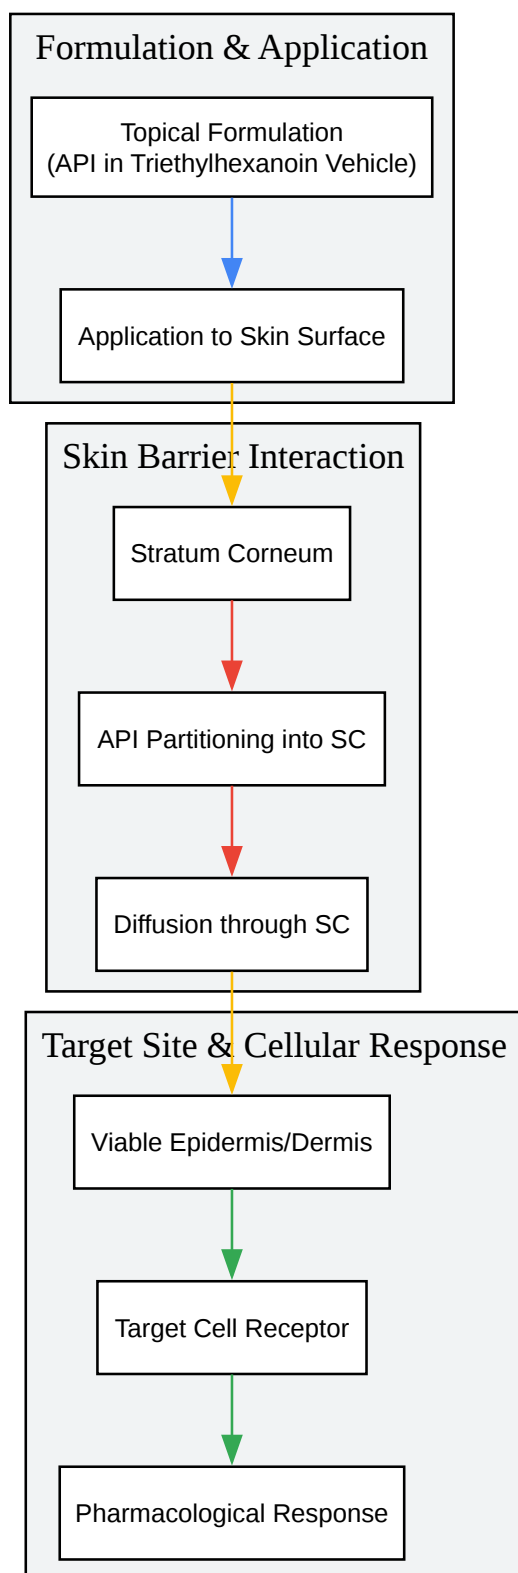 Formulation & Application
Topical Formulation
(API in Triethylhexanoin Vehicle)
Application to Skin Surface
Skin Barrier Interaction
Stratum Corneum
API Partitioning into SC
Diffusion through SC
Target Site & Cellular Response
Viable Epidermis/Dermis
Target Cell Receptor
Pharmacological Response